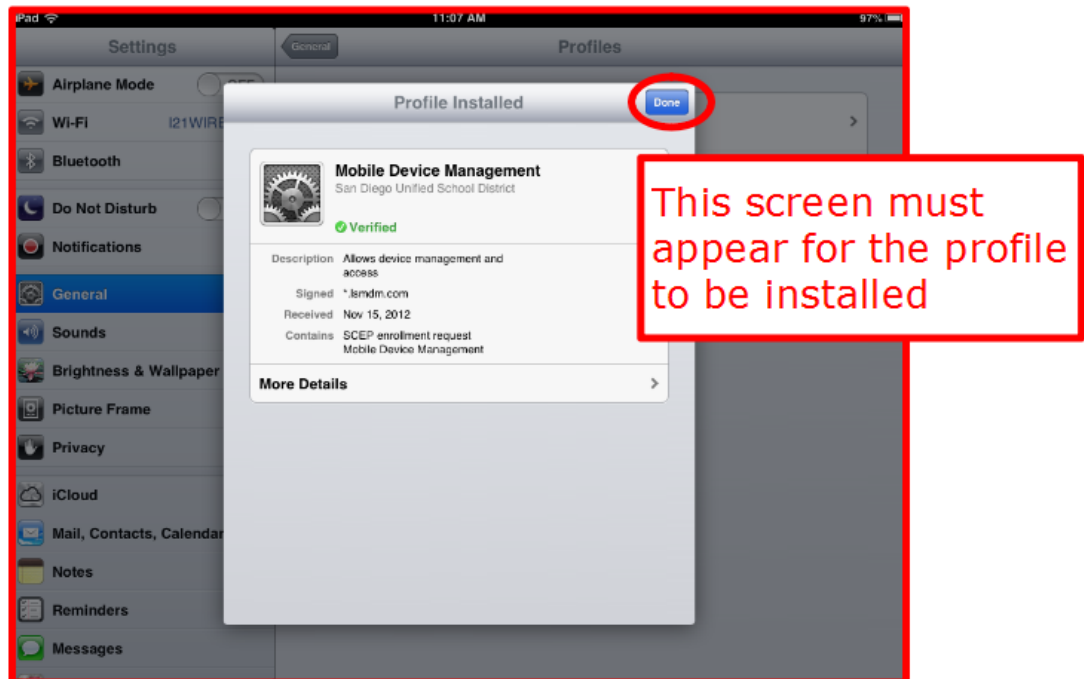 iPad 11:07 AM 97%
Settings
General Profiles
Airplane Mode OFF
Wi-Fi I21WIRE
Bluetooth
Do Not Disturb
Notifications
General
Sounds
Brightness & Wallpaper
Picture Frame
Privacy
iCloud
Mail, Contacts, Calendar
Notes
Reminders
Messages
Profile Installed Done
Mobile Device Management
San Diego Unified School District
Verified
Description Allows device management and
access
Signed *.lsmdm.com
Received Nov 15, 2012
Contains SCEP enrollment request
Mobile Device Management
More Details
This screen must
appear for the profile
to be installed